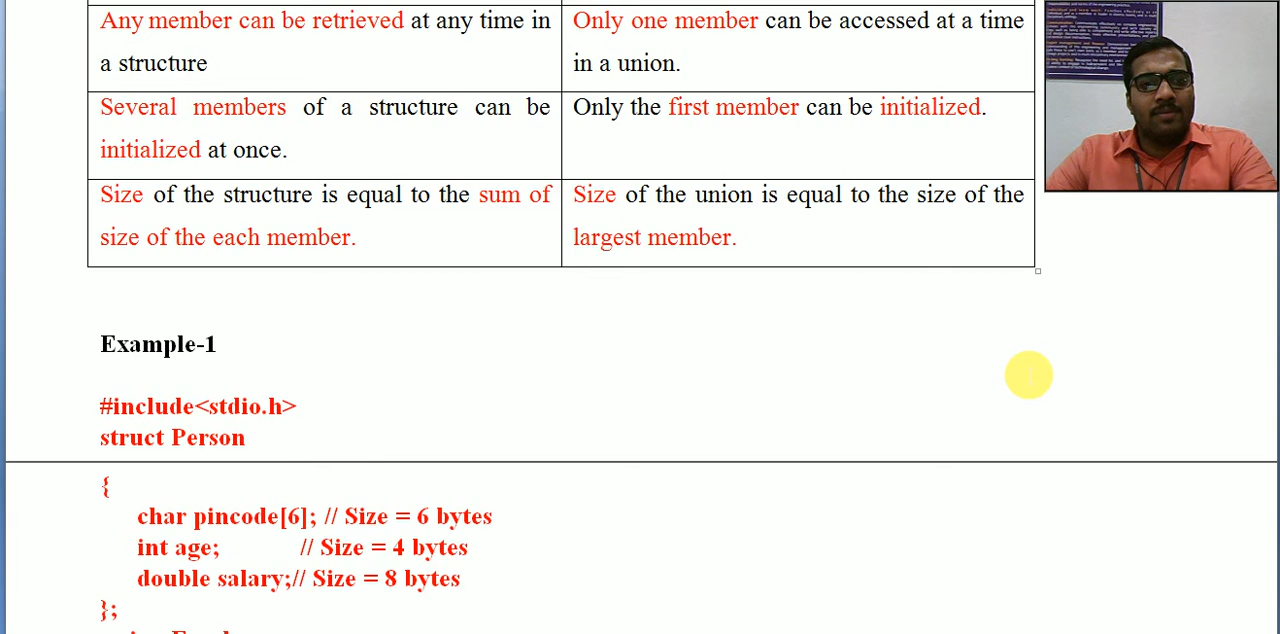 Any member can be retrieved at any time in
a structure
Only one member can be accessed at a time
in a union.
Several members of a structure can be
initialized at once.
Only the first member can be initialized.
Size of the structure is equal to the sum of
size of the each member.
Size of the union is equal to the size of the
largest member.
Example-1
#include<stdio.h>
struct Person
{
char pincode[6]; // Size = 6 bytes
int age; // Size = 4 bytes
double salary;// Size = 8 bytes
};